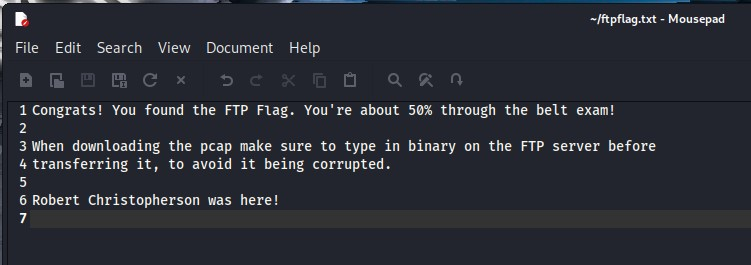 ~/ftpflag.txt - Mousepad
File Edit Search View Document Help
1 Congrats! You found the FTP Flag. You're about 50% through the belt exam!
2
3 When downloading the pcap make sure to type in binary on the FTP server before
4 transferring it, to avoid it being corrupted.
5
6 Robert Christopherson was here!
7